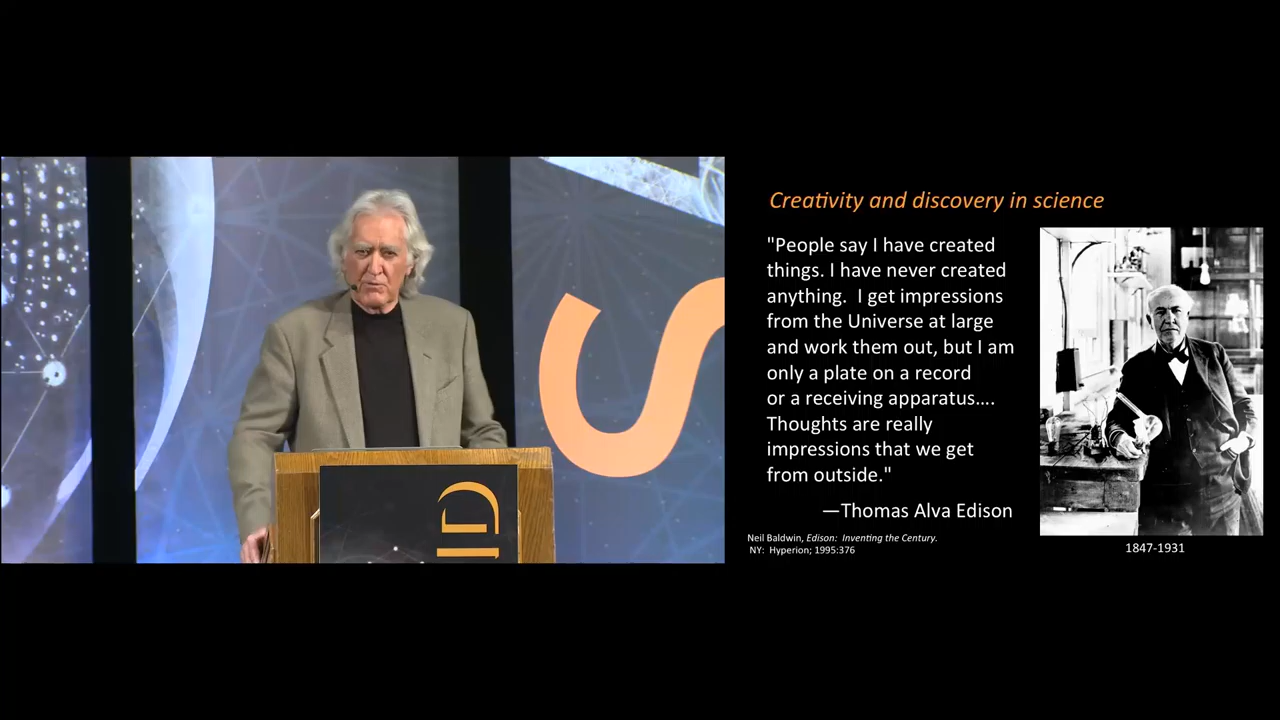 Creativity and discovery in science
"People say I have created
things. I have never created
anything.  I get impressions
from the Universe at large
and work them out, but I am
only a plate on a record
or a receiving apparatus....
Thoughts are really
impressions that we get
from outside."
—Thomas Alva Edison
Neil Baldwin, Edison:  Inventing the Century.
NY:  Hyperion; 1995:376
1847-1931